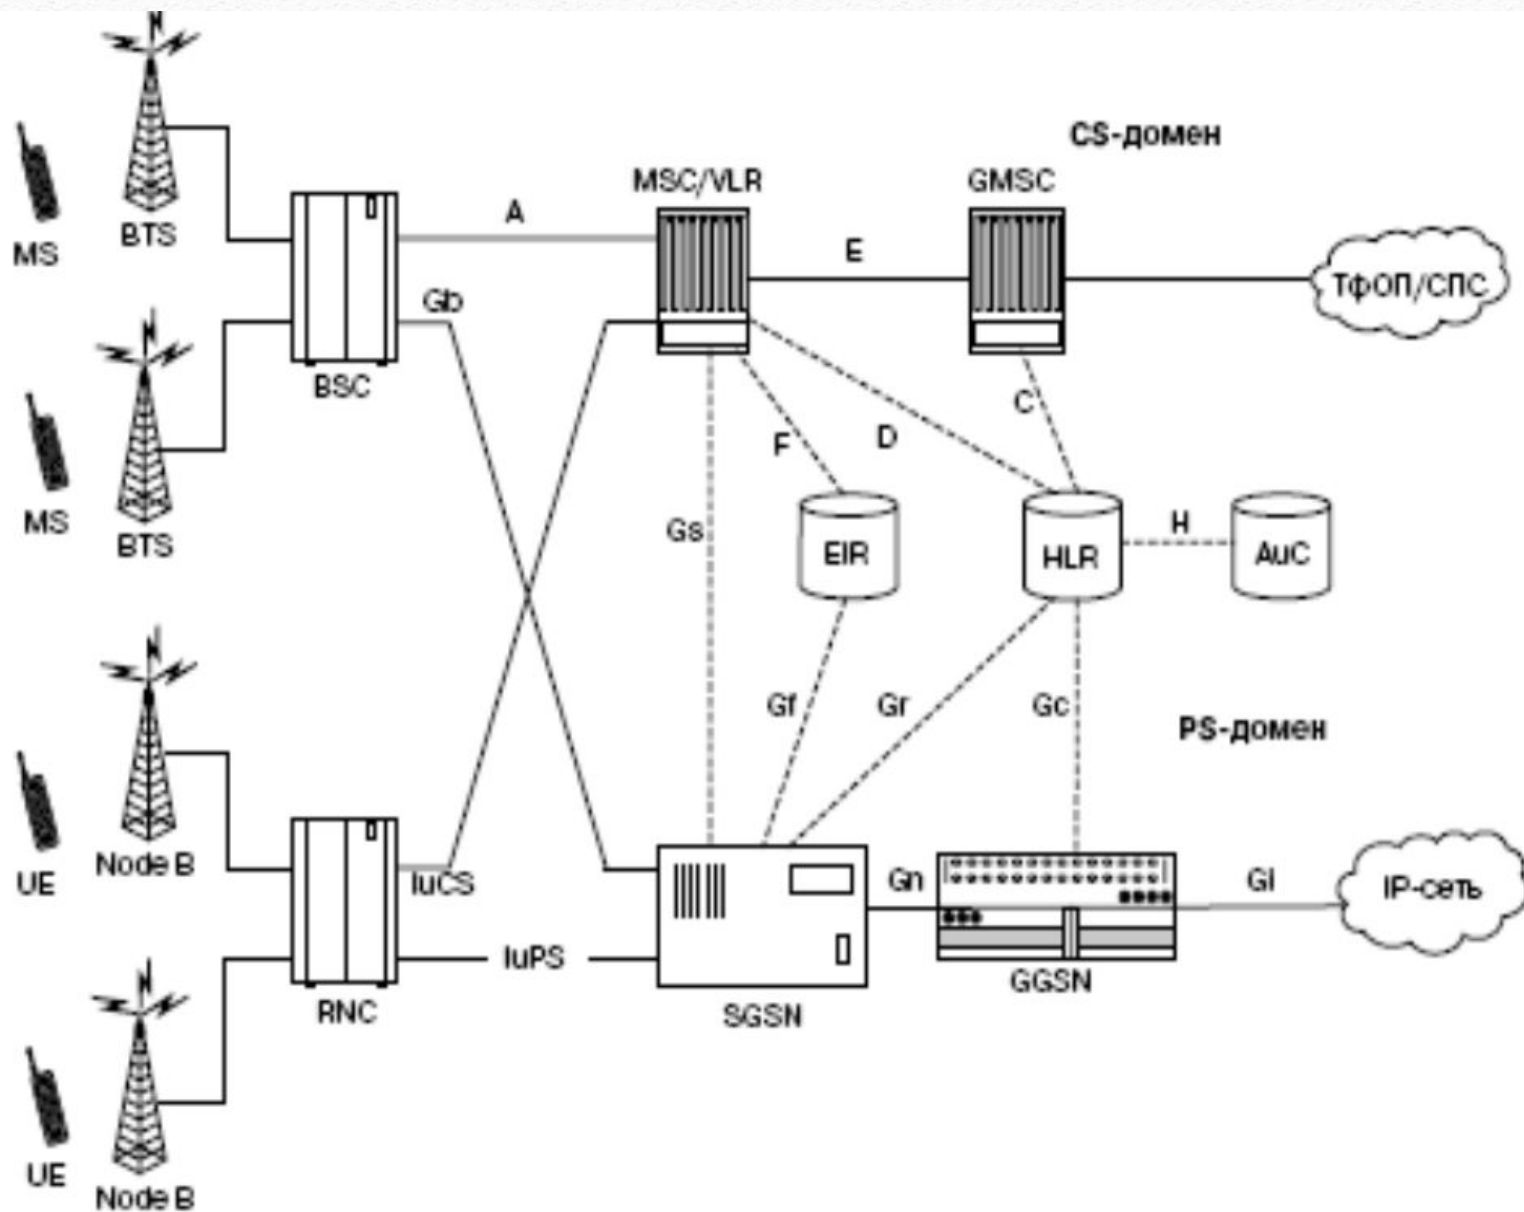 CS-домен
MSC/VLR
GMSC
A
BTS
MS
E
ТфОП/СПС
Gb
BSC
C
F
D
MS
BTS
Gs
EIR
HLR
H
AuC
Gf
Gr
Gc
PS-домен
UE
Node B
IuCS
Gn
Gi
IP-сеть
IuPS
RNC
SGSN
GGSN
UE
Node B